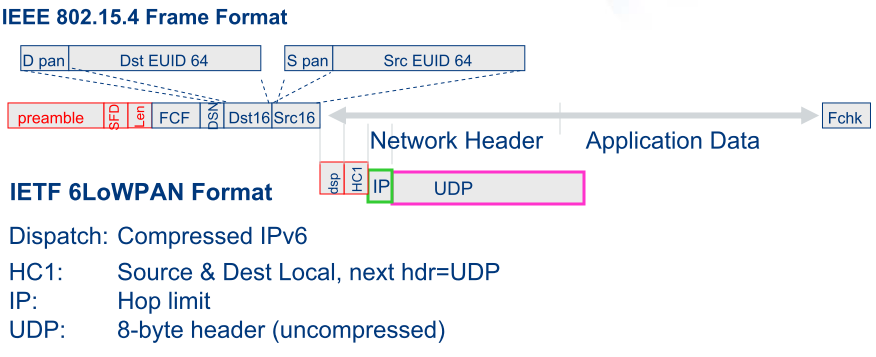 IEEE 802.15.4 Frame Format
D pan Dst EUID 64 S pan Src EUID 64
preamble SFD Len FCF DSN Dst16 Src16 Fchk
Network Header Application Data
dsp HC1 IP UDP
IETF 6LoWPAN Format
Dispatch: Compressed IPv6
HC1: Source & Dest Local, next hdr=UDP
IP: Hop limit
UDP: 8-byte header (uncompressed)